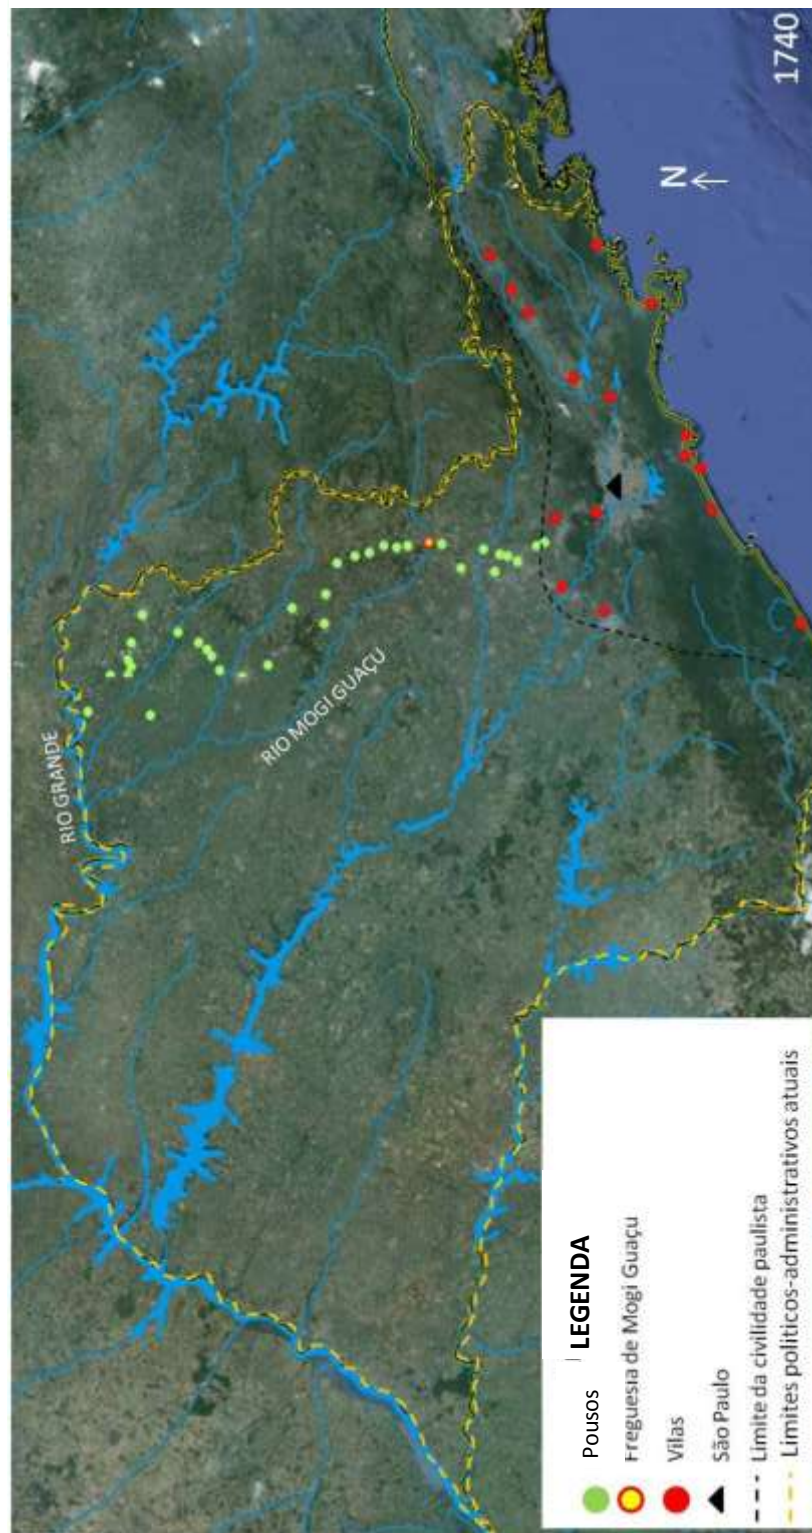 1740
N
RIO GRANDE
RIO MOGI GUAÇU
LEGENDA
Pousos
Freguesia de Mogi Guaçu
Vilas
São Paulo
Limite da civilidade paulista
Limites politicos-administrativos atuais